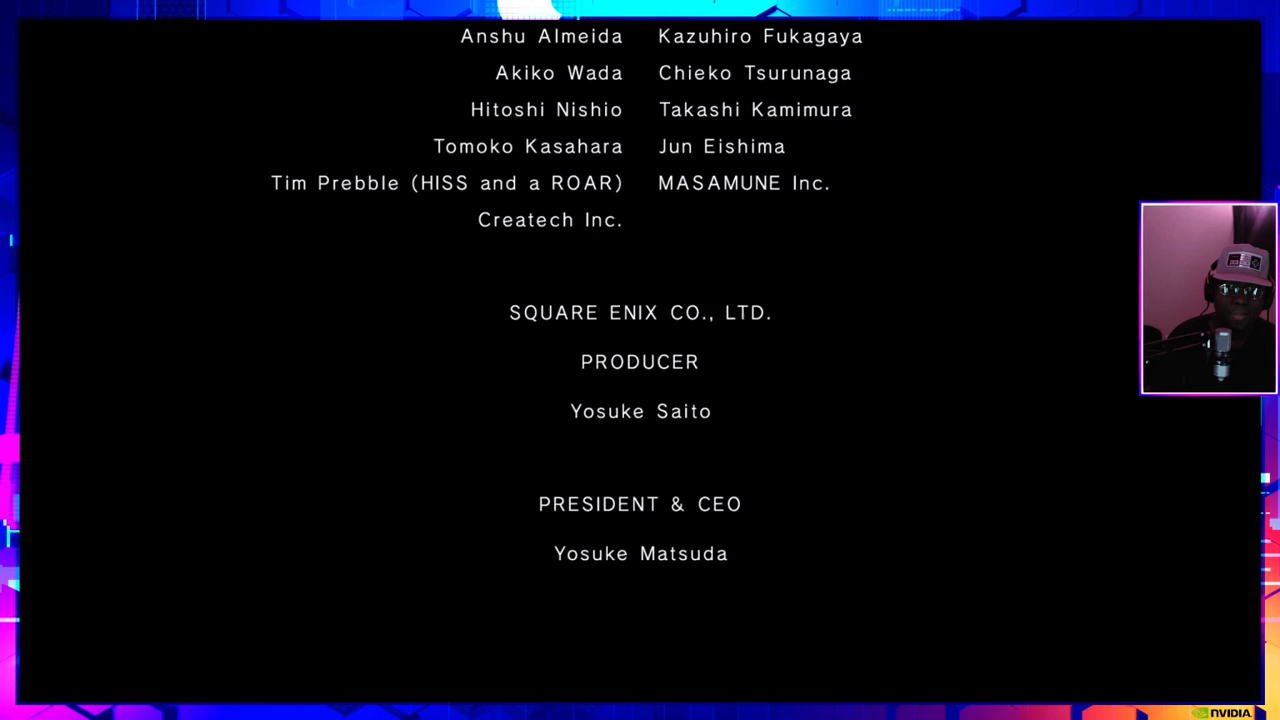 Anshu Almeida Kazuhiro Fukagaya
Akiko Wada Chieko Tsurunaga
Hitoshi Nishio Takashi Kamimura
Tomoko Kasahara Jun Eishima
Tim Prebble (HISS and a ROAR) MASAMUNE Inc.
Createch Inc.
SQUARE ENIX CO., LTD.
PRODUCER
Yosuke Saito
PRESIDENT & CEO
Yosuke Matsuda
NVIDIA